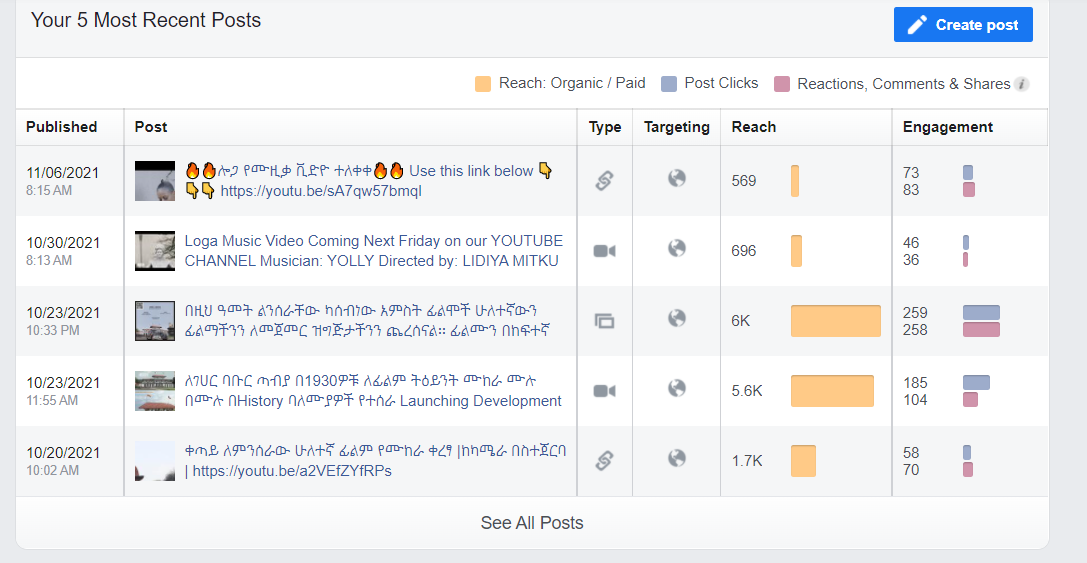 Your 5 Most Recent Posts
Create post
Reach: Organic / Paid Post Clicks Reactions, Comments & Shares
Published Post Type Targeting Reach Engagement
11/06/2021
8:15 AM
🔥🔥ሎጋ የሙዚቃ ቪድዮ ተለቀቀ🔥🔥 Use this link below 👇
👇👇 https://youtu.be/sA7qw57bmqI
569
73
83
10/30/2021
8:13 AM
Loga Music Video Coming Next Friday on our YOUTUBE
CHANNEL Musician: YOLLY Directed by: LIDIYA MITKU
696
46
36
10/23/2021
10:33 PM
በዚህ ዓመት ልንሰራቸው ካሰብነው አምስት ፊልሞች ሁለተኛውን
ፊልማችንን ለመጀመር ዝግጅታችንን ጨረሰናል። ፊልሙን በከፍተኛ
6K
259
258
10/23/2021
11:55 AM
ለገሀር ባቡር ጣብያ በ1930ዎቹ ለፊልም ትዕይንት ሙከራ ሙሉ
በሙሉ በHistory ባለሙያዎች የተሰራ Launching Development
5.6K
185
104
10/20/2021
10:02 AM
ቀጣይ ለምንሰራው ሁለተኛ ፊልም የሙከራ ቀረፃ |ከካሜራ በስተጀርባ
| https://youtu.be/a2VEfZYfRPs
1.7K
58
70
See All Posts